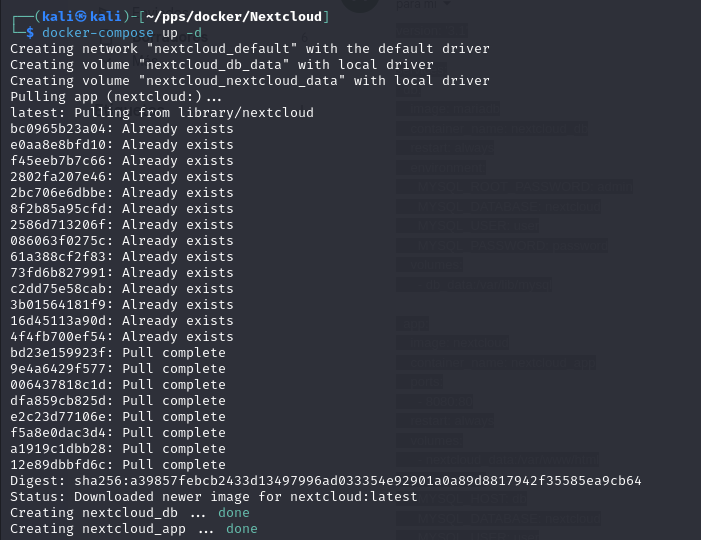 ┌──(kali㉿kali)-[~/pps/docker/Nextcloud]
└─$ docker-compose up -d
Creating network "nextcloud_default" with the default driver
Creating volume "nextcloud_db_data" with local driver
Creating volume "nextcloud_nextcloud_data" with local driver
Pulling app (nextcloud:)...
latest: Pulling from library/nextcloud
bc0965b23a04: Already exists
e0aa8e8bfd10: Already exists
f45eeb7b7c66: Already exists
2802fa207e46: Already exists
2bc706e6dbbe: Already exists
8f2b85a95cfd: Already exists
2586d713206f: Already exists
086063f0275c: Already exists
61a388cf2f83: Already exists
73fd6b827991: Already exists
c2dd75e58cab: Already exists
3b01564181f9: Already exists
16d45113a90d: Already exists
4f4fb700ef54: Already exists
bd23e159923f: Pull complete
9e4a6429f577: Pull complete
006437818c1d: Pull complete
dfa859cb825d: Pull complete
e2c23d77106e: Pull complete
f5a8e0dac3d4: Pull complete
a1919c1dbb28: Pull complete
12e89dbbfd6c: Pull complete
Digest: sha256:a39857febcb2433d13497996ad033354e92901a0a89d8817942f35585ea9cb64
Status: Downloaded newer image for nextcloud:latest
Creating nextcloud_db ... done
Creating nextcloud_app ... done